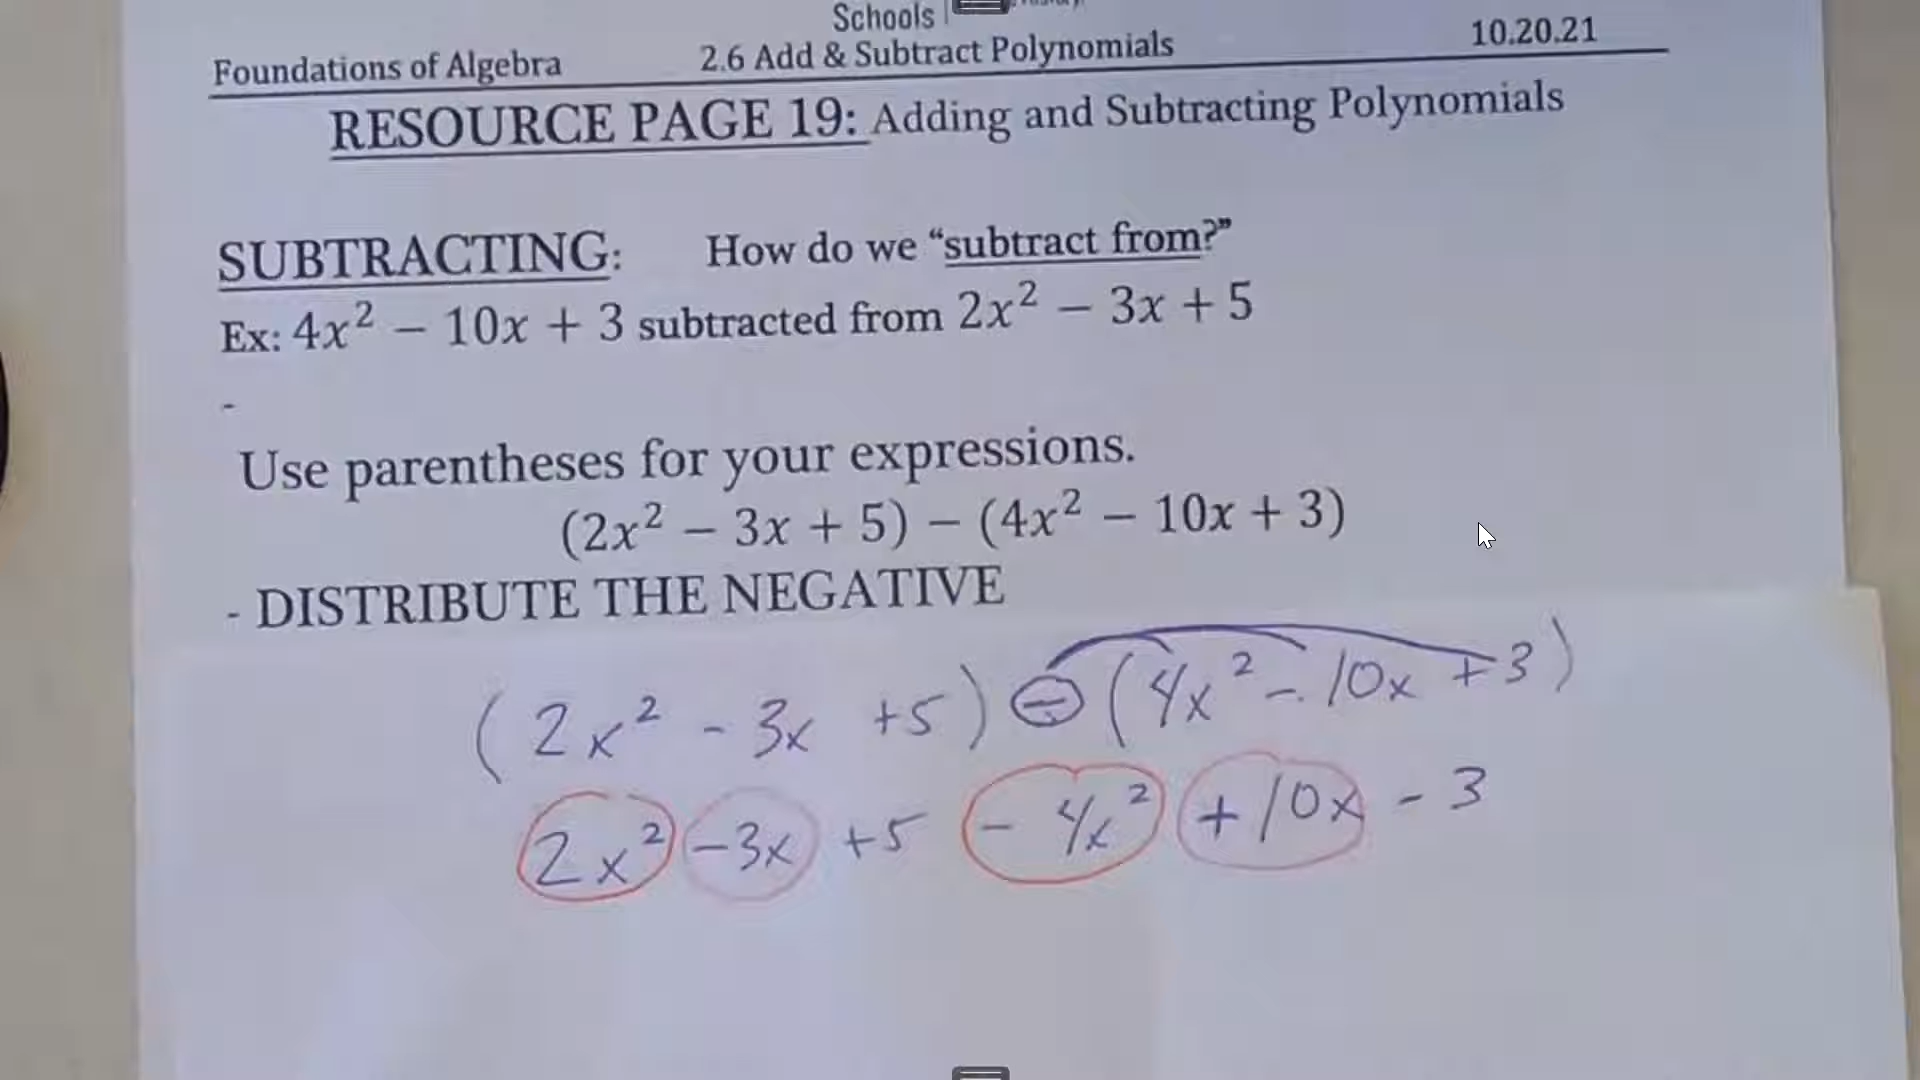 Schools |
Foundations of Algebra 2.6 Add & Subtract Polynomials 10.20.21
RESOURCE PAGE 19: Adding and Subtracting Polynomials
SUBTRACTING: How do we “subtract from?”
Ex: 4x² − 10x + 3 subtracted from 2x² − 3x + 5
-
Use parentheses for your expressions.
(2x² − 3x + 5) − (4x² − 10x + 3)
- DISTRIBUTE THE NEGATIVE
(2x² - 3x +5) − (4x² - 10x +3)
2x² -3x +5 - 4x² + 10x - 3